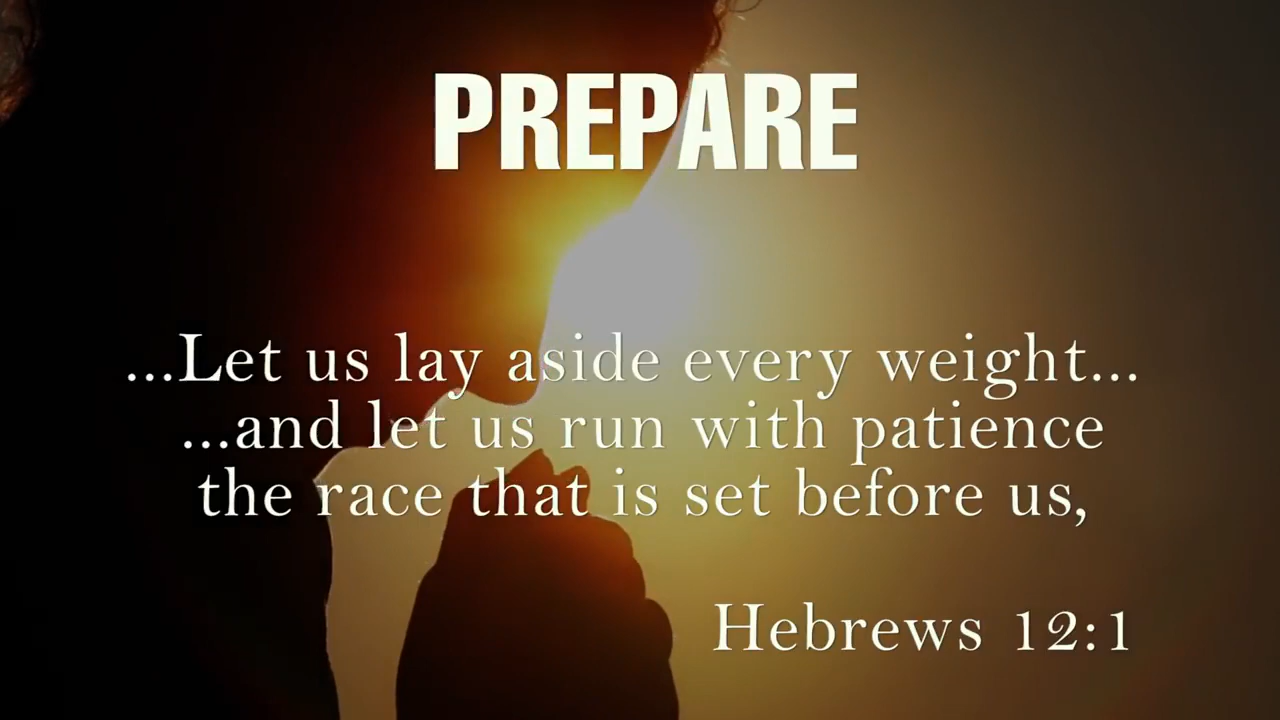 PREPARE
...Let us lay aside every weight...
...and let us run with patience
the race that is set before us,
Hebrews 12:1